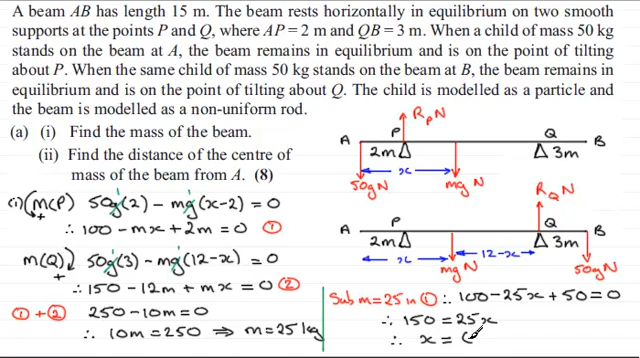 A beam AB has length 15 m. The beam rests horizontally in equilibrium on two smooth
supports at the points P and Q, where AP = 2 m and QB = 3 m. When a child of mass 50 kg
stands on the beam at A, the beam remains in equilibrium and is on the point of tilting
about P. When the same child of mass 50 kg stands on the beam at B, the beam remains in
equilibrium and is on the point of tilting about Q. The child is modelled as a particle and
the beam is modelled as a non-uniform rod.
(a) (i) Find the mass of the beam.
(ii) Find the distance of the centre of
mass of the beam from A. (8)
R_P N
A P Q B
2m 3m
x
50g N mg N
(i) M(P) 50g(2) - mg(x-2) = 0
+
∴ 100 - mx + 2m = 0 ①
M(Q) 50g(3) - mg(12-x) = 0
+
∴ 150 - 12m + mx = 0 ②
① + ② 250 - 10m = 0
∴ 10m = 250 ⇒ m = 25 kg
R_Q N
A P Q B
2m 3m
x 12-x
mg N 50g N
Sub m = 25 in ① ∴ 100 - 25x + 50 = 0
∴ 150 = 25x
∴ x =